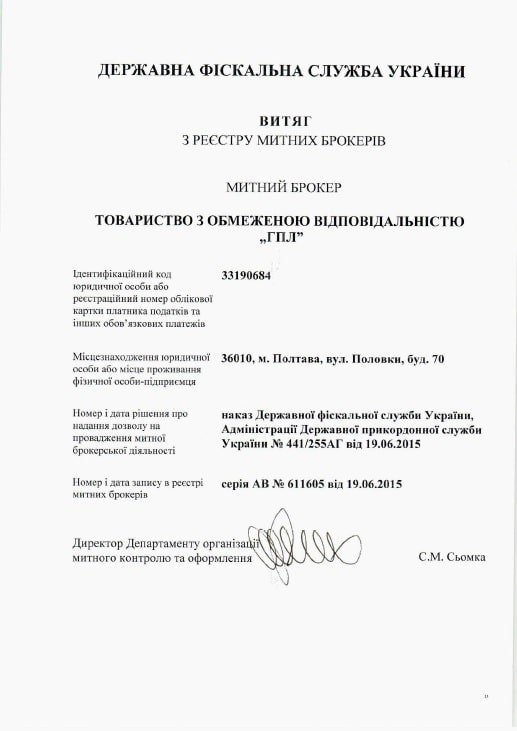 ДЕРЖАВНА ФІСКАЛЬНА СЛУЖБА УКРАЇНИ
ВИТЯГ
З РЕЄСТРУ МИТНИХ БРОКЕРІВ
МИТНИЙ БРОКЕР
ТОВАРИСТВО З ОБМЕЖЕНОЮ ВІДПОВІДАЛЬНІСТЮ
„ГПЛ”
Ідентифікаційний код
юридичної особи або
реєстраційний номер облікової
картки платника податків та
інших обов’язкових платежів
33190684
Місцезнаходження юридичної
особи або місце проживання
фізичної особи-підприємця
36010, м. Полтава, вул. Половки, буд. 70
Номер і дата рішення про
надання дозволу на
провадження митної
брокерської діяльності
наказ Державної фіскальної служби України,
Адміністрації Державної прикордонної служби
України № 441/255АГ від 19.06.2015
Номер і дата запису в реєстрі
митних брокерів
серія АВ № 611605 від 19.06.2015
Директор Департаменту організації
митного контролю та оформлення
С.М. Сьомка